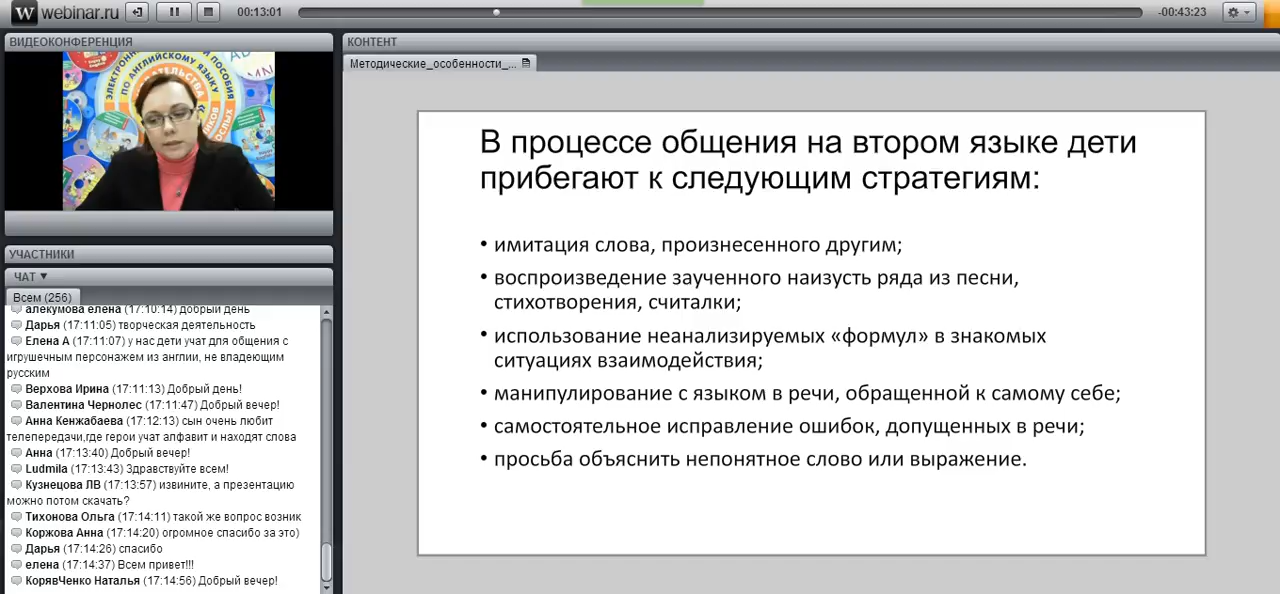 webinar.ru
00:13:01
-00:43:23
ВИДЕОКОНФЕРЕНЦИЯ
ЭЛЕКТРОННЫЕ ПОСОБИЯ
ПО АНГЛИЙСКОМУ ЯЗЫКУ
УЧАСТНИКИ
ЧАТ
Всем (256)
алекумова елена (17:10:14) добрый день
Дарья (17:11:05) творческая деятельность
Елена А (17:11:07) у нас дети учат для общения с
игрушечным персонажем из англии, не владеющим
русским
Верхова Ирина (17:11:13) Добрый день!
Валентина Чернолес (17:11:47) Добрый вечер!
Анна Кенжабаева (17:12:13) сын очень любит
телепередачи,где герои учат алфавит и находят слова
Анна (17:13:40) Добрый вечер!
Ludmila (17:13:43) Здравствуйте всем!
Кузнецова ЛВ (17:13:57) извините, а презентацию
можно потом скачать?
Тихонова Ольга (17:14:11) такой же вопрос возник
Коржова Анна (17:14:20) огромное спасибо за это)
Дарья (17:14:26) спасибо
елена (17:14:37) Всем привет!!!
КорявЧенко Наталья (17:14:56) Добрый вечер!
КОНТЕНТ
Методические_особенности_...
В процессе общения на втором языке дети
прибегают к следующим стратегиям:
• имитация слова, произнесенного другим;
• воспроизведение заученного наизусть ряда из песни,
стихотворения, считалки;
• использование неанализируемых «формул» в знакомых
ситуациях взаимодействия;
• манипулирование с языком в речи, обращенной к самому себе;
• самостоятельное исправление ошибок, допущенных в речи;
• просьба объяснить непонятное слово или выражение.